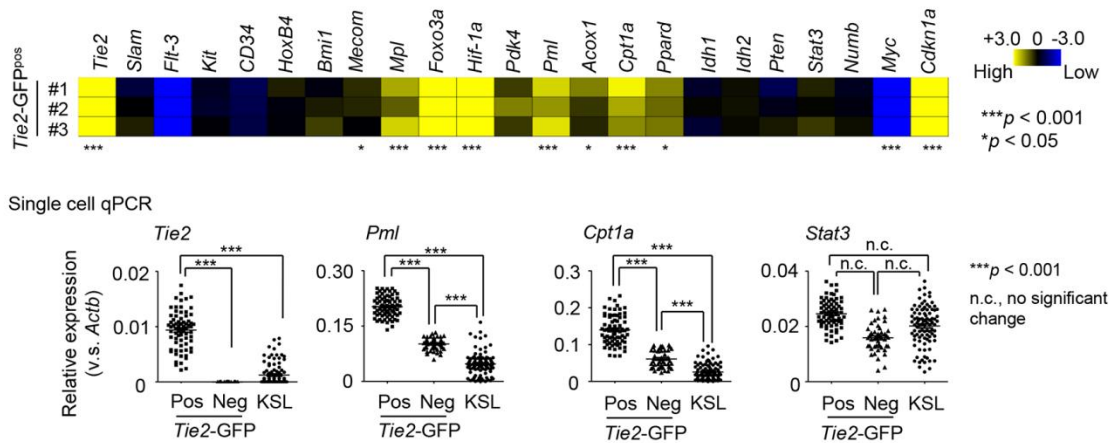 Tie2 Slam Flt-3 Kit CD34 HoxB4 Bmi1 Mecom Mpl Foxo3a Hif-1a Pdk4 Pml Acox1 Cpt1a Ppard Idh1 Idh2 Pten Stat3 Numb Myc Cdkn1a
+3.0 -3.0
High Low
Tie2-GFPpos
#1
#2
#3
*** * *** *** *** *** * *** * *** ***
***p < 0.001
*p < 0.05
Single cell qPCR
Relative expression
(v.s. Actb)
Tie2
***
***
0.02
0.01
0
Pos Neg KSL
Tie2-GFP
Pml
***
***
***
0.30
0.15
0
Pos Neg KSL
Tie2-GFP
Cpt1a
***
***
***
0.3
0.2
0.1
0
Pos Neg KSL
Tie2-GFP
Stat3
n.c.
n.c. n.c.
0.04
0.02
0
Pos Neg KSL
Tie2-GFP
***p < 0.001
n.c., no significant
change